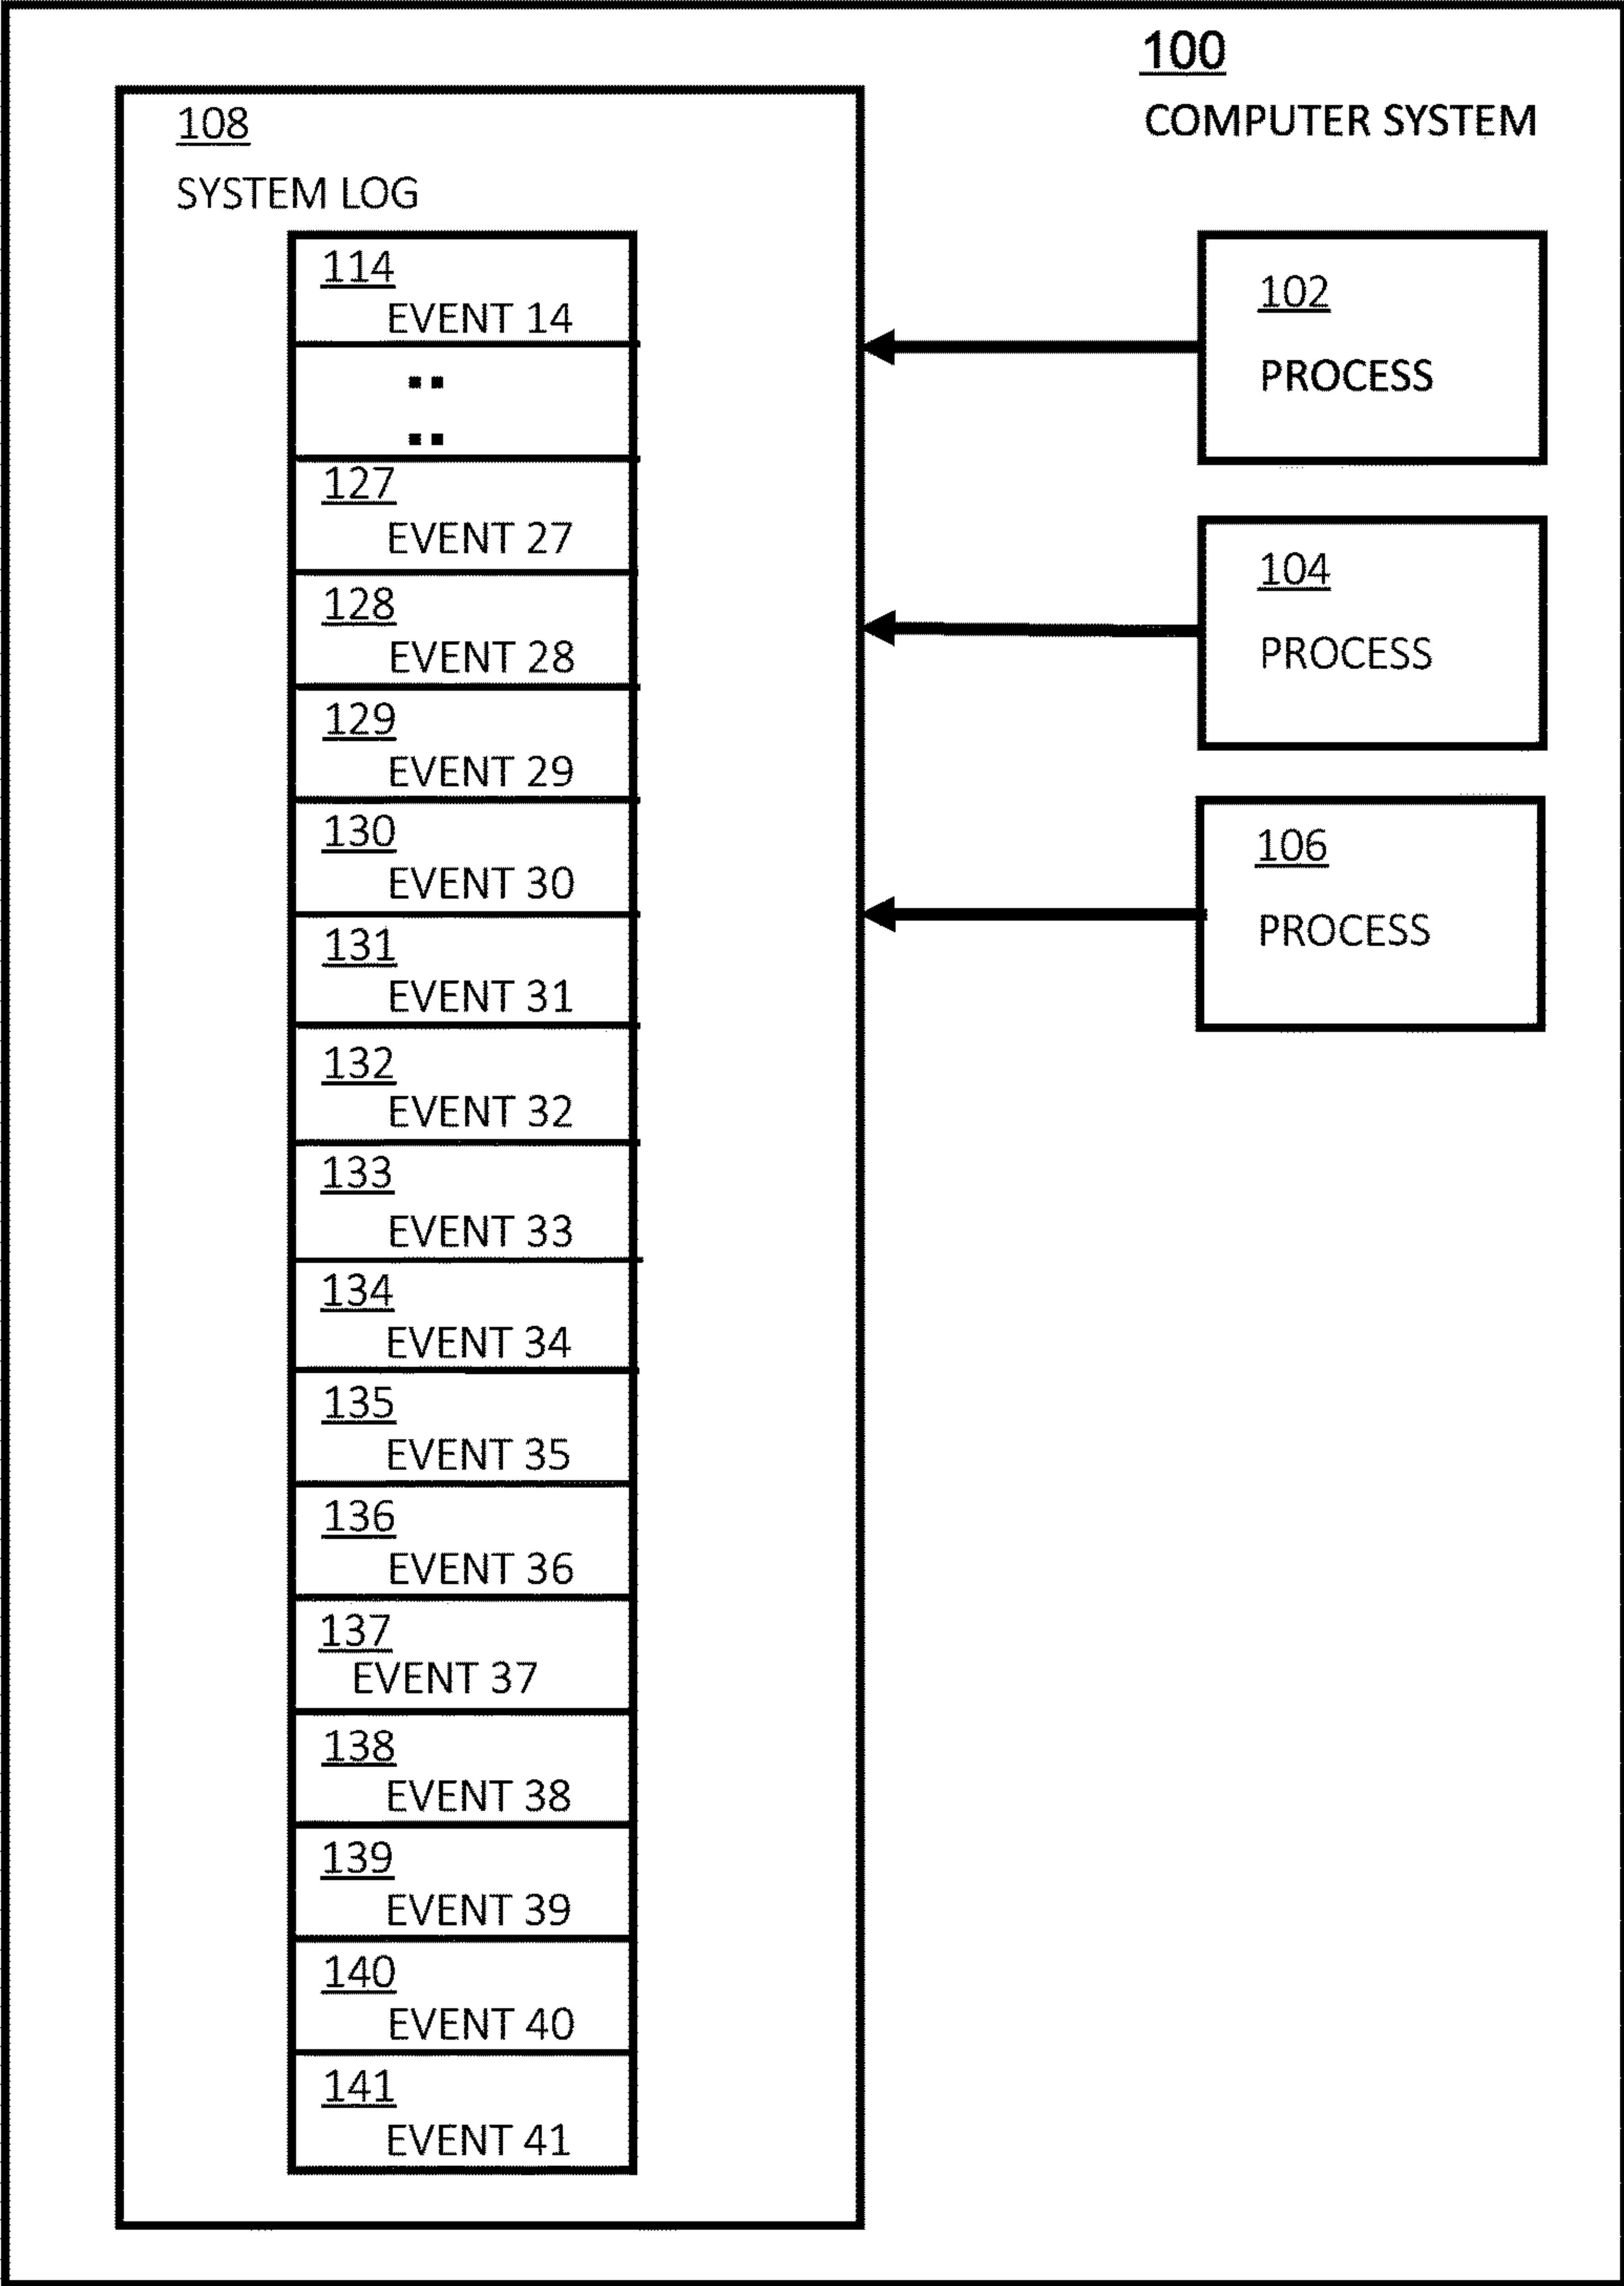 100
COMPUTER SYSTEM
108
SYSTEM LOG
114
EVENT 14
..
..
127
EVENT 27
128
EVENT 28
129
EVENT 29
130
EVENT 30
131
EVENT 31
132
EVENT 32
133
EVENT 33
134
EVENT 34
135
EVENT 35
136
EVENT 36
137
EVENT 37
138
EVENT 38
139
EVENT 39
140
EVENT 40
141
EVENT 41
102
PROCESS
104
PROCESS
106
PROCESS